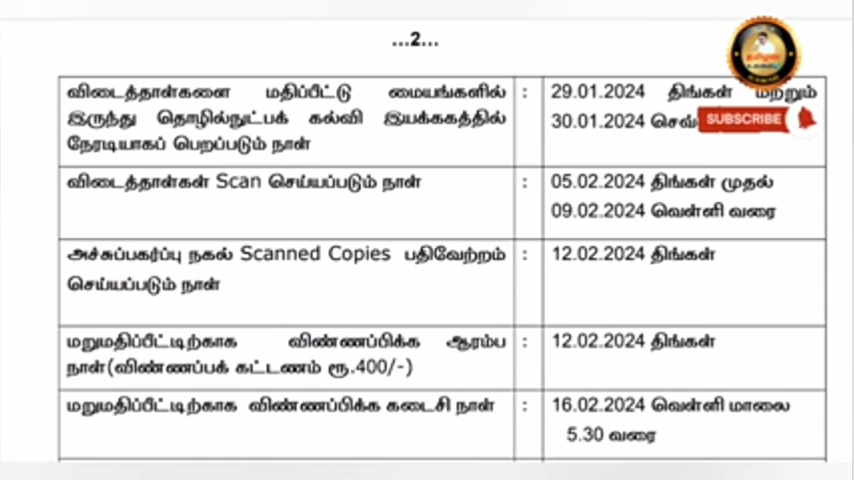 ...2...
விடைத்தாள்களை மதிப்பீட்டு மையங்களில்
இருந்து தொழில்நுட்பக் கல்வி இயக்ககத்தில்
நேரடியாகப் பெறப்படும் நாள்
:
29.01.2024 திங்கள் மற்றும்
30.01.2024
SUBSCRIBE
விடைத்தாள்கள் Scan செய்யப்படும் நாள்
:
05.02.2024 திங்கள் முதல்
09.02.2024 வெள்ளி வரை
அச்சுப்பகர்ப்பு நகல் Scanned Copies பதிவேற்றம்
செய்யப்படும் நாள்
:
12.02.2024 திங்கள்
மறுமதிப்பீட்டிற்காக விண்ணப்பிக்க ஆரம்ப
நாள்(விண்ணப்பக் கட்டணம் ரூ.400/-)
:
12.02.2024 திங்கள்
மறுமதிப்பீட்டிற்காக விண்ணப்பிக்க கடைசி நாள்
:
16.02.2024 வெள்ளி மாலை
5.30 வரை